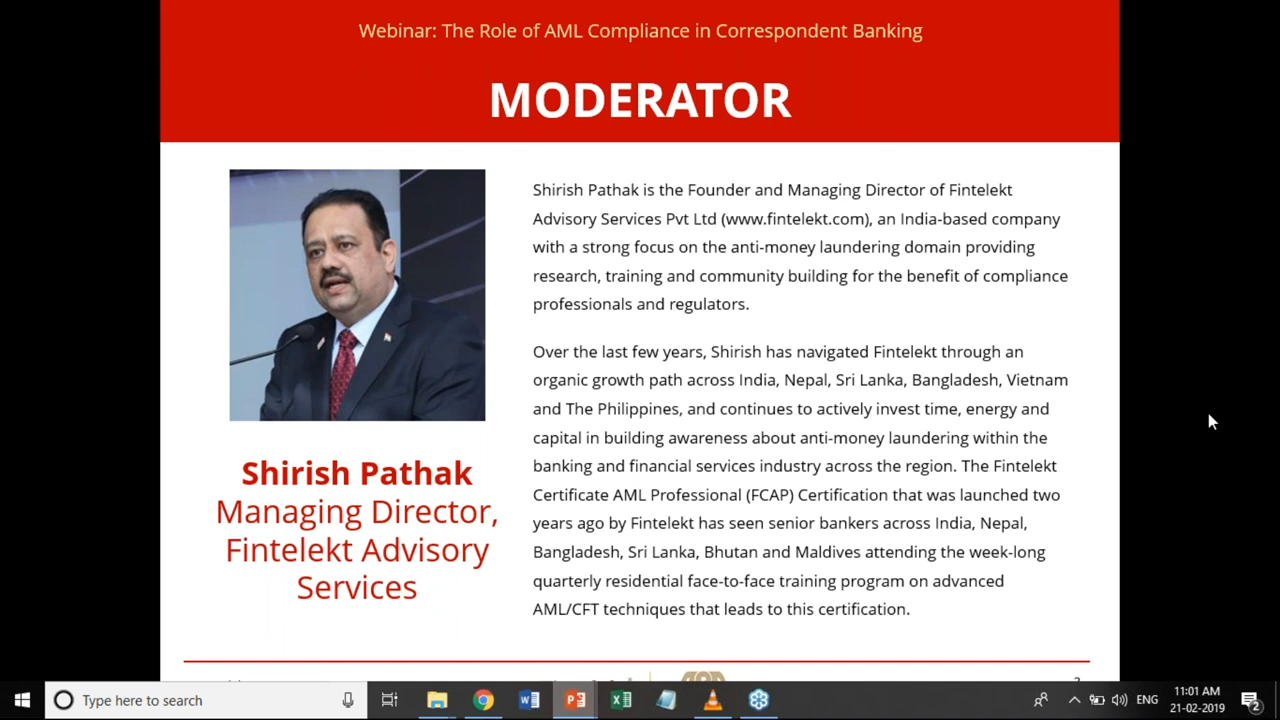 Webinar: The Role of AML Compliance in Correspondent Banking
MODERATOR
Shirish Pathak is the Founder and Managing Director of Fintelekt
Advisory Services Pvt Ltd (www.fintelekt.com), an India-based company
with a strong focus on the anti-money laundering domain providing
research, training and community building for the benefit of compliance
professionals and regulators.
Over the last few years, Shirish has navigated Fintelekt through an
organic growth path across India, Nepal, Sri Lanka, Bangladesh, Vietnam
and The Philippines, and continues to actively invest time, energy and
capital in building awareness about anti-money laundering within the
banking and financial services industry across the region. The Fintelekt
Certificate AML Professional (FCAP) Certification that was launched two
years ago by Fintelekt has seen senior bankers across India, Nepal,
Bangladesh, Sri Lanka, Bhutan and Maldives attending the week-long
quarterly residential face-to-face training program on advanced
AML/CFT techniques that leads to this certification.
Shirish Pathak
Managing Director,
Fintelekt Advisory
Services
Type here to search
ENG
11:01 AM
21-02-2019
2